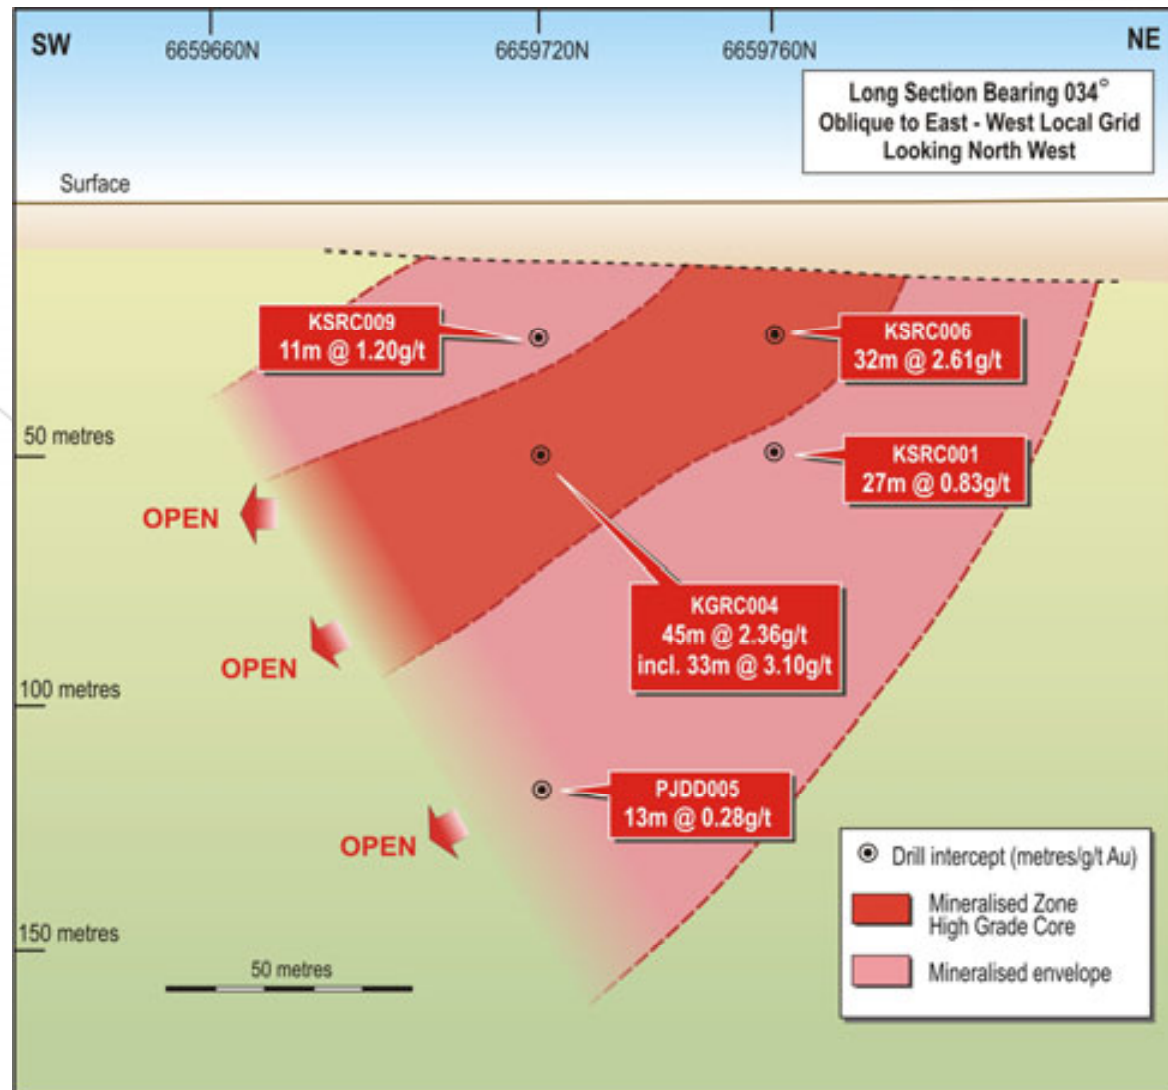 SW
6659660N
6659720N
6659760N
NE
Long Section Bearing 034°
Oblique to East - West Local Grid
Looking North West
Surface
KSRC009
11m @ 1.20g/t
KSRC006
32m @ 2.61g/t
50 metres
KSRC001
27m @ 0.83g/t
OPEN
KGRC004
45m @ 2.36g/t
incl. 33m @ 3.10g/t
OPEN
100 metres
PJDD005
13m @ 0.28g/t
OPEN
Drill intercept (metres/g/t Au)
Mineralised Zone
High Grade Core
Mineralised envelope
150 metres
50 metres